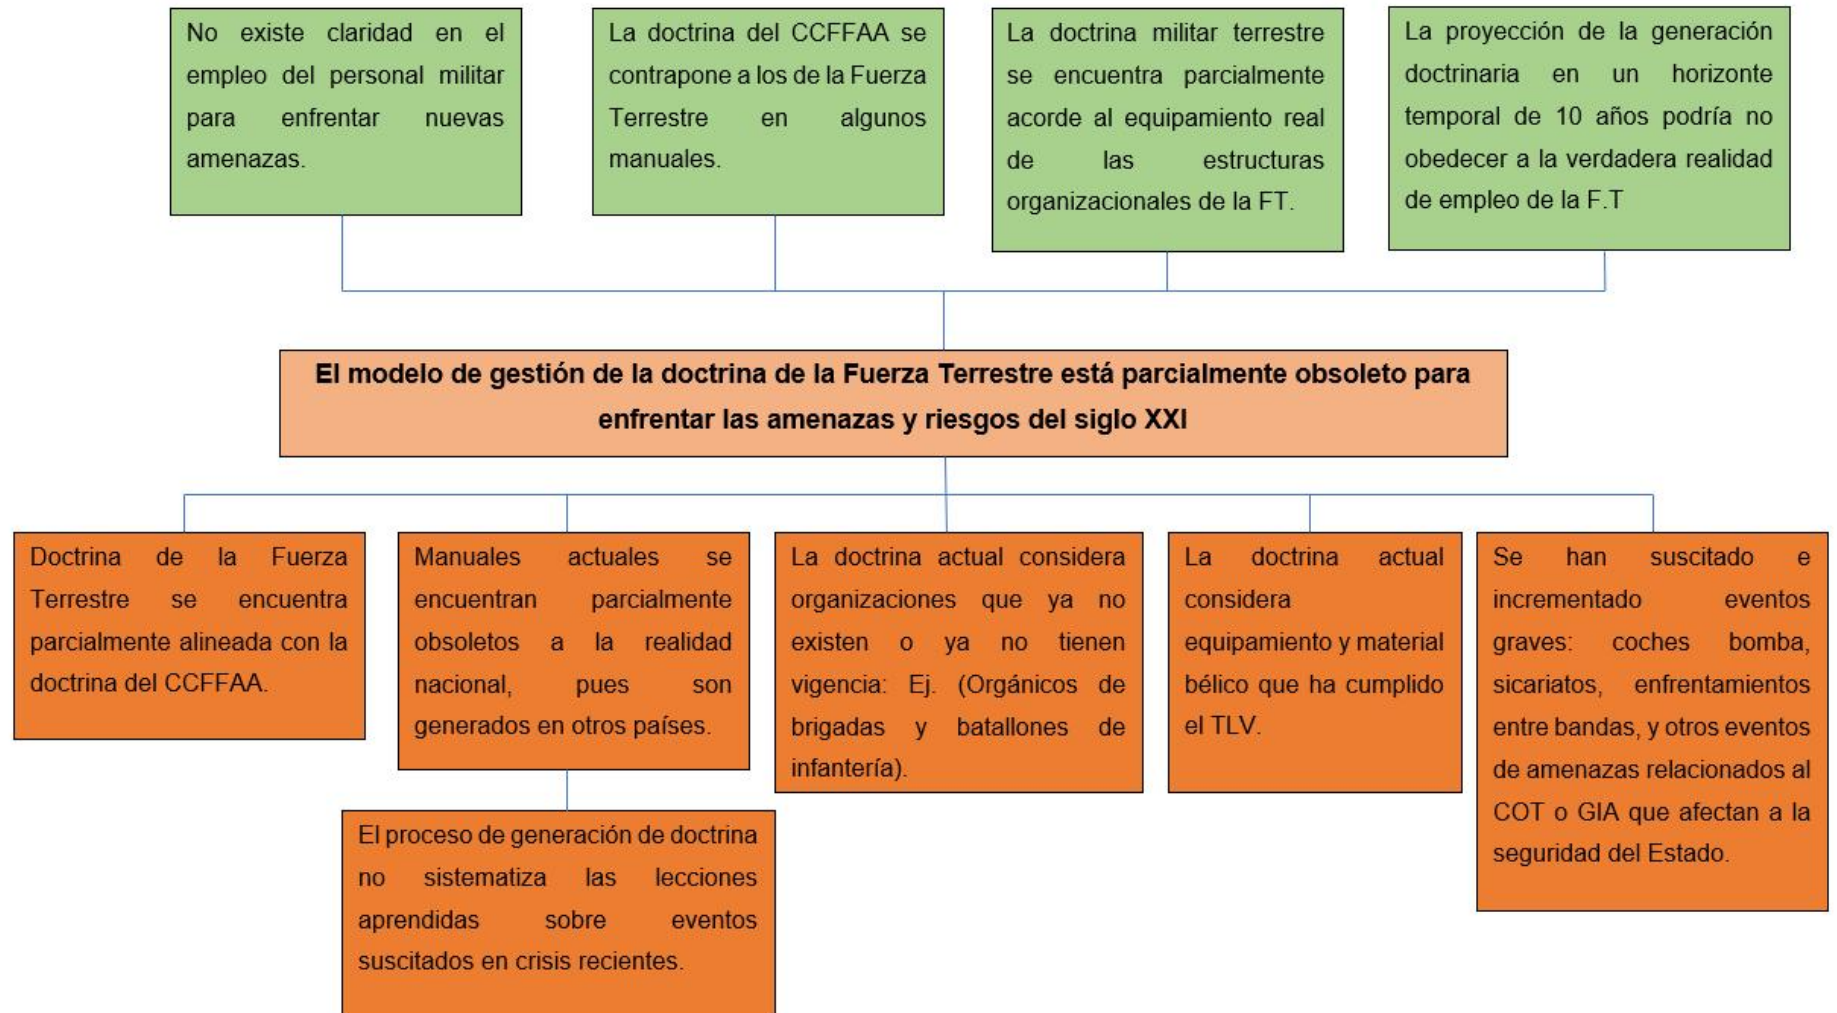 No existe claridad en el
empleo del personal militar
para enfrentar nuevas
amenazas.
La doctrina del CCFFAA se
contrapone a los de la Fuerza
Terrestre en algunos
manuales.
La doctrina militar terrestre
se encuentra parcialmente
acorde al equipamiento real
de las estructuras
organizacionales de la FT.
La proyección de la generación
doctrinaria en un horizonte
temporal de 10 años podría no
obedecer a la verdadera realidad
de empleo de la F.T
El modelo de gestión de la doctrina de la Fuerza Terrestre está parcialmente obsoleto para
enfrentar las amenazas y riesgos del siglo XXI
Doctrina de la Fuerza
Terrestre se encuentra
parcialmente alineada con la
doctrina del CCFFAA.
Manuales actuales se
encuentran parcialmente
obsoletos a la realidad
nacional, pues son
generados en otros países.
La doctrina actual considera
organizaciones que ya no
existen o ya no tienen
vigencia: Ej. (Orgánicos de
brigadas y batallones de
infantería).
La doctrina actual
considera
equipamiento y material
bélico que ha cumplido
el TLV.
Se han suscitado e
incrementado eventos
graves: coches bomba,
sicariatos, enfrentamientos
entre bandas, y otros eventos
de amenazas relacionados al
COT o GIA que afectan a la
seguridad del Estado.
El proceso de generación de doctrina
no sistematiza las lecciones
aprendidas sobre eventos
suscitados en crisis recientes.